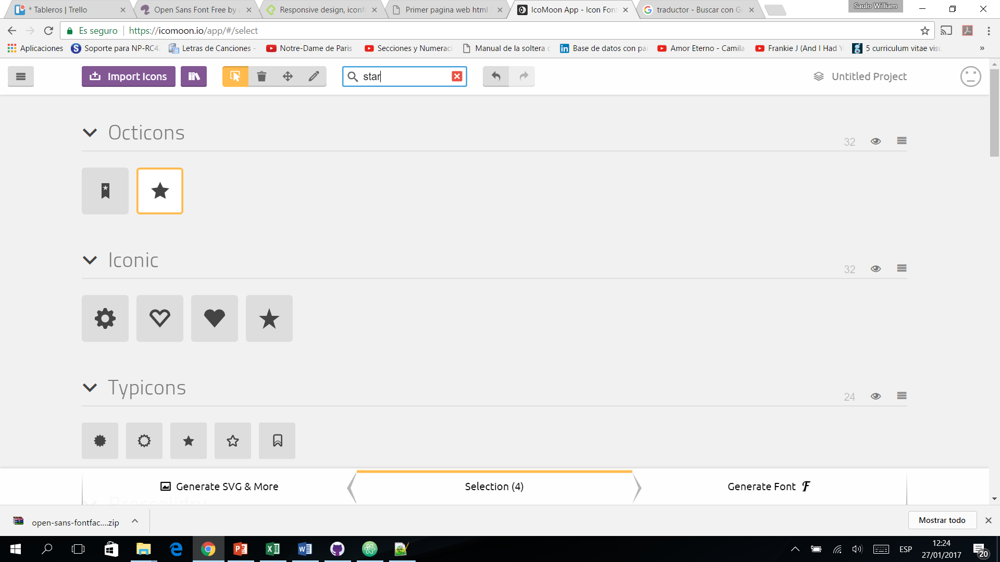 * Tableros | Trello
Open Sans Font Free by
Responsive design, iconf
Primer pagina web html
IcoMoon App - Icon Font
traductor - Buscar con G
Saulo William
Es seguro
https://icomoon.io/app/#/select
Aplicaciones
Soporte para NP-RC4
Letras de Canciones -
Notre-Dame de Paris
Secciones y Numeraci
Manual de la soltera
Base de datos con pa
Amor Eterno - Camila
Frankie J (And I Had Y
5 curriculum vitae visu
»
Import Icons
star
Untitled Project
Octicons
32
Iconic
32
Typicons
24
Generate SVG & More
Selection (4)
Generate Font
open-sans-fontfac....zip
Mostrar todo
ESP
12:24
27/01/2017
20